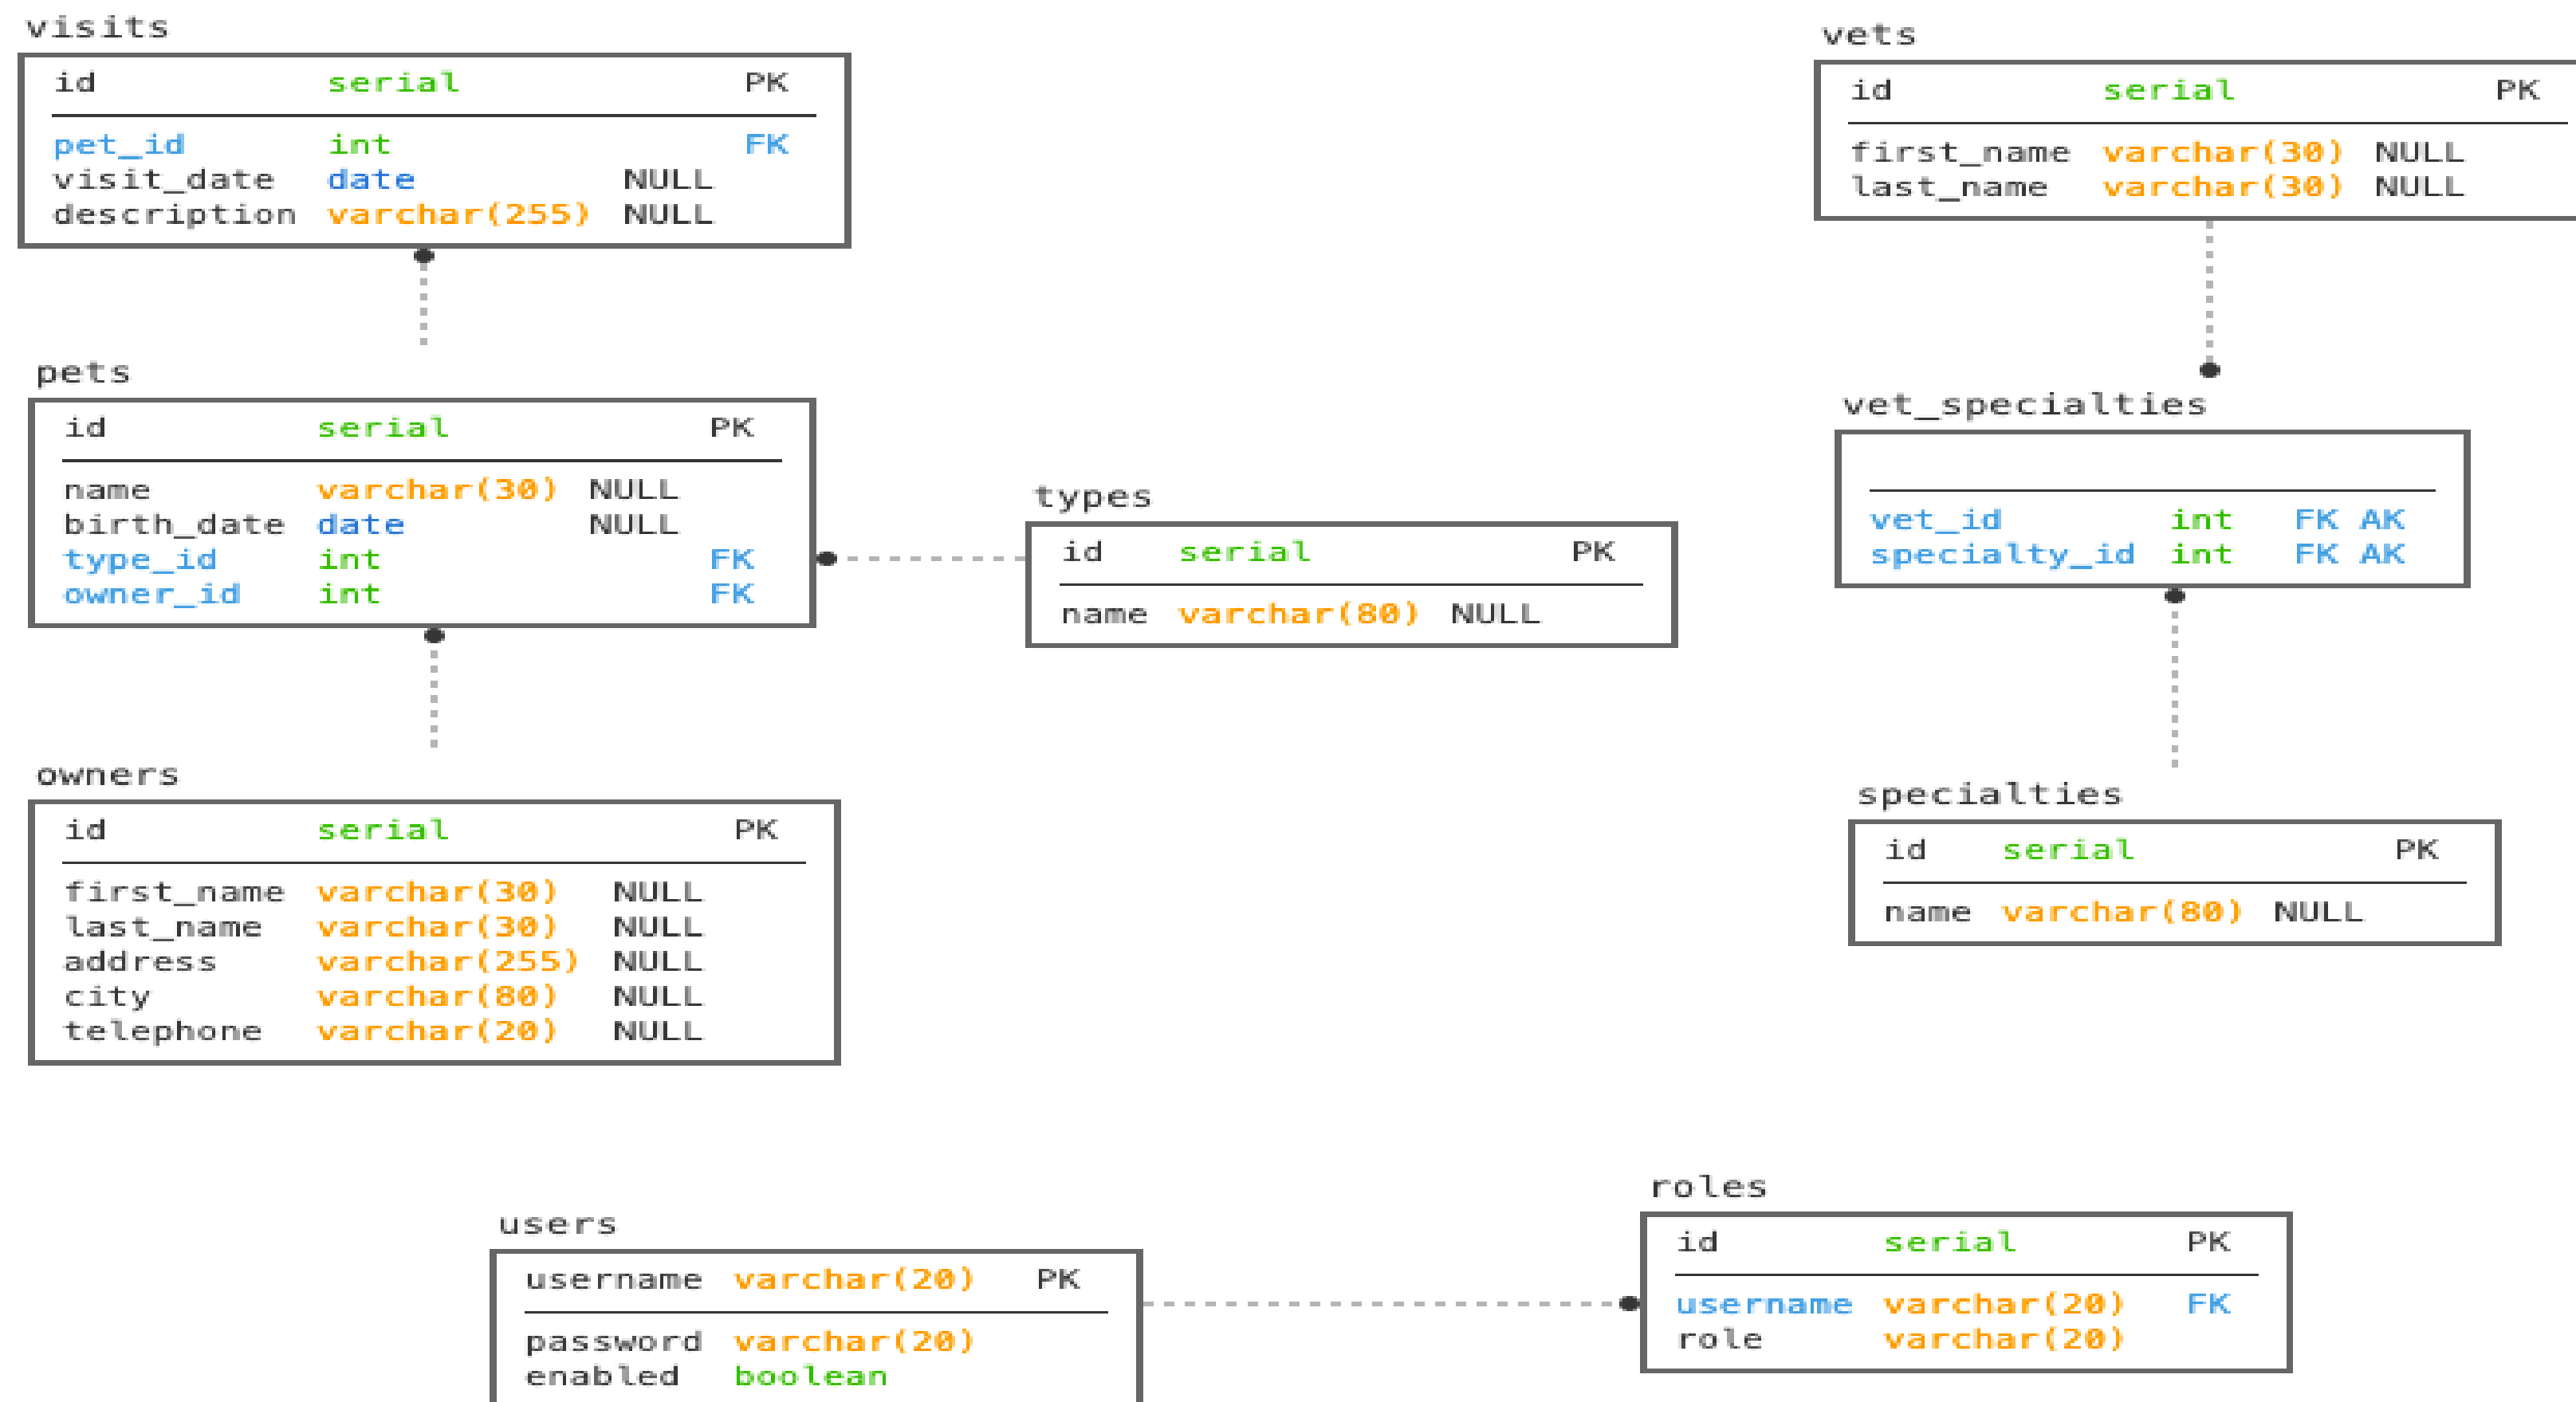 visits
id serial PK
pet_id int FK
visit_date date NULL
description varchar(255) NULL
pets
id serial PK
name varchar(30) NULL
birth_date date NULL
type_id int FK
owner_id int FK
owners
id serial PK
first_name varchar(30) NULL
last_name varchar(30) NULL
address varchar(255) NULL
city varchar(80) NULL
telephone varchar(20) NULL
types
id serial PK
name varchar(80) NULL
vets
id serial PK
first_name varchar(30) NULL
last_name varchar(30) NULL
vet_specialties
vet_id int FK AK
specialty_id int FK AK
specialties
id serial PK
name varchar(80) NULL
users
username varchar(20) PK
password varchar(20)
enabled boolean
roles
id serial PK
username varchar(20) FK
role varchar(20)